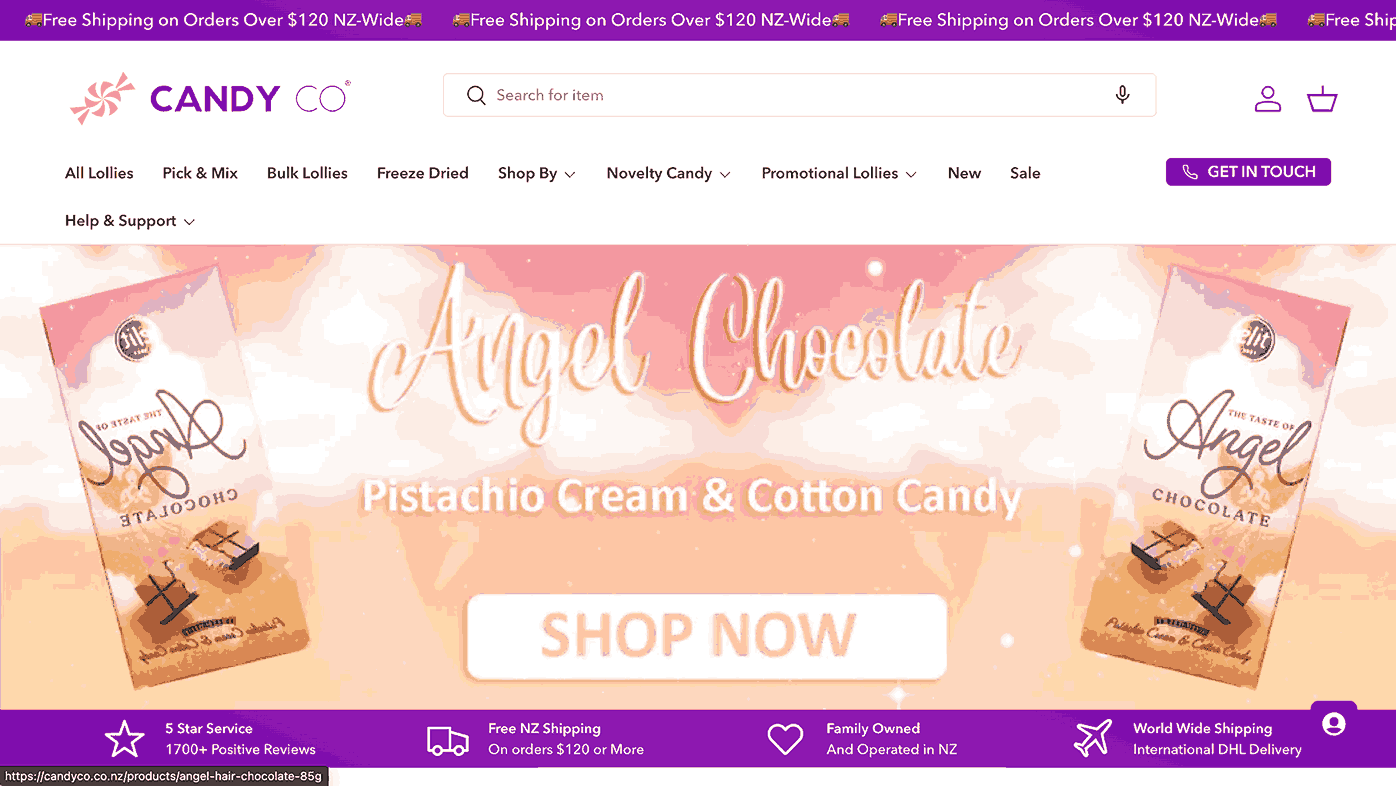 🚚Free Shipping on Orders Over $120 NZ-Wide🚚 🚚Free Shipping on Orders Over $120 NZ-Wide🚚 🚚Free Shipping on Orders Over $120 NZ-Wide🚚 🚚Free Ship
CANDY CO®
Search for item
All Lollies Pick & Mix Bulk Lollies Freeze Dried Shop By Novelty Candy Promotional Lollies New Sale
GET IN TOUCH
Help & Support
Angel Chocolate
Pistachio Cream & Cotton Candy
SHOP NOW
THE TASTE OF
Angel
CHOCOLATE
Pistachio Cream & Cotton Candy
THE TASTE OF
Angel
CHOCOLATE
Pistachio Cream & Cotton Candy
5 Star Service
1700+ Positive Reviews
Free NZ Shipping
On orders $120 or More
Family Owned
And Operated in NZ
World Wide Shipping
International DHL Delivery
https://candyco.co.nz/products/angel-hair-chocolate-85g